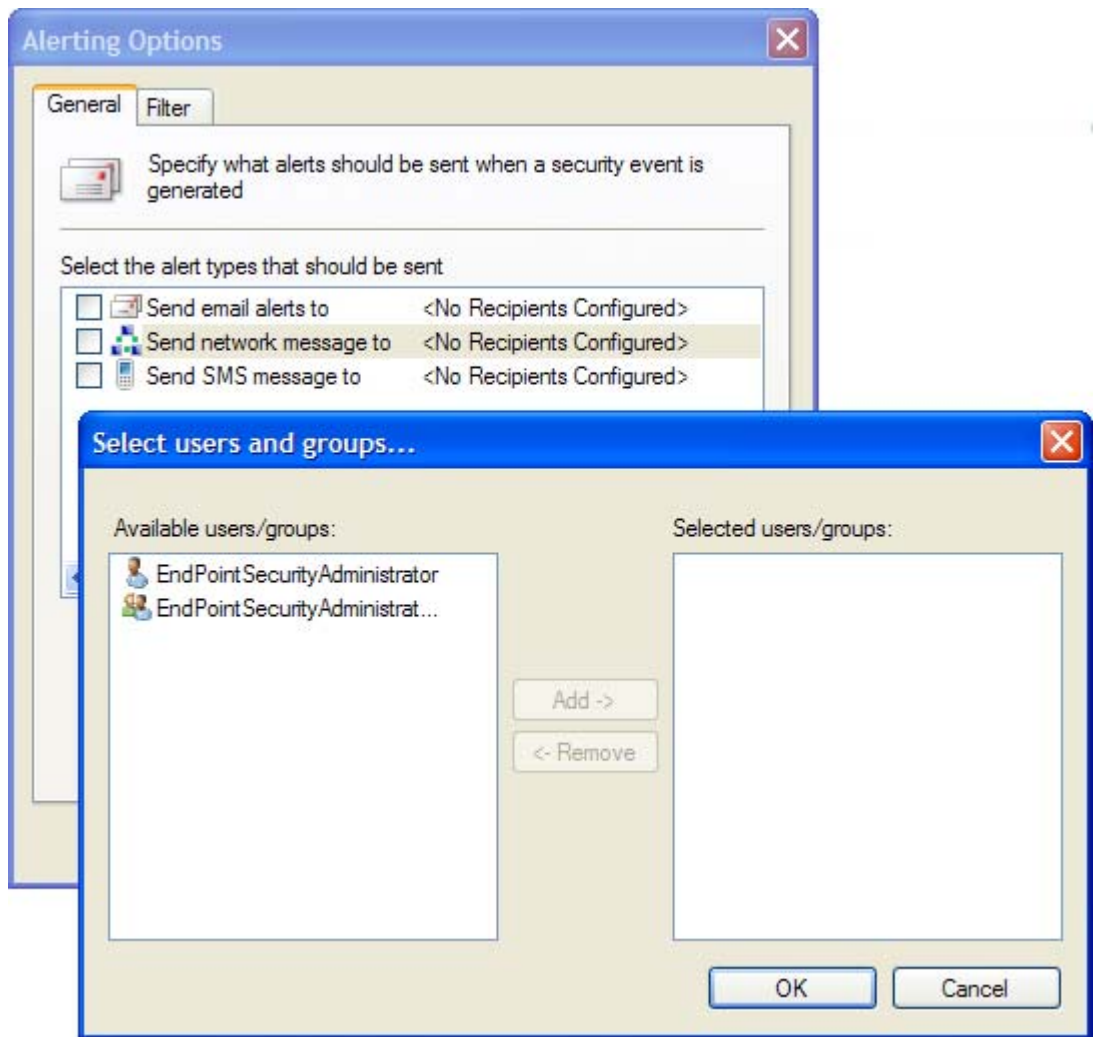 Alerting Options
General Filter
Specify what alerts should be sent when a security event is
generated
Select the alert types that should be sent
Send email alerts to <No Recipients Configured>
Send network message to <No Recipients Configured>
Send SMS message to <No Recipients Configured>
Select users and groups...
Available users/groups: Selected users/groups:
EndPointSecurityAdministrator
EndPointSecurityAdministrat...
Add ->
<- Remove
OK Cancel